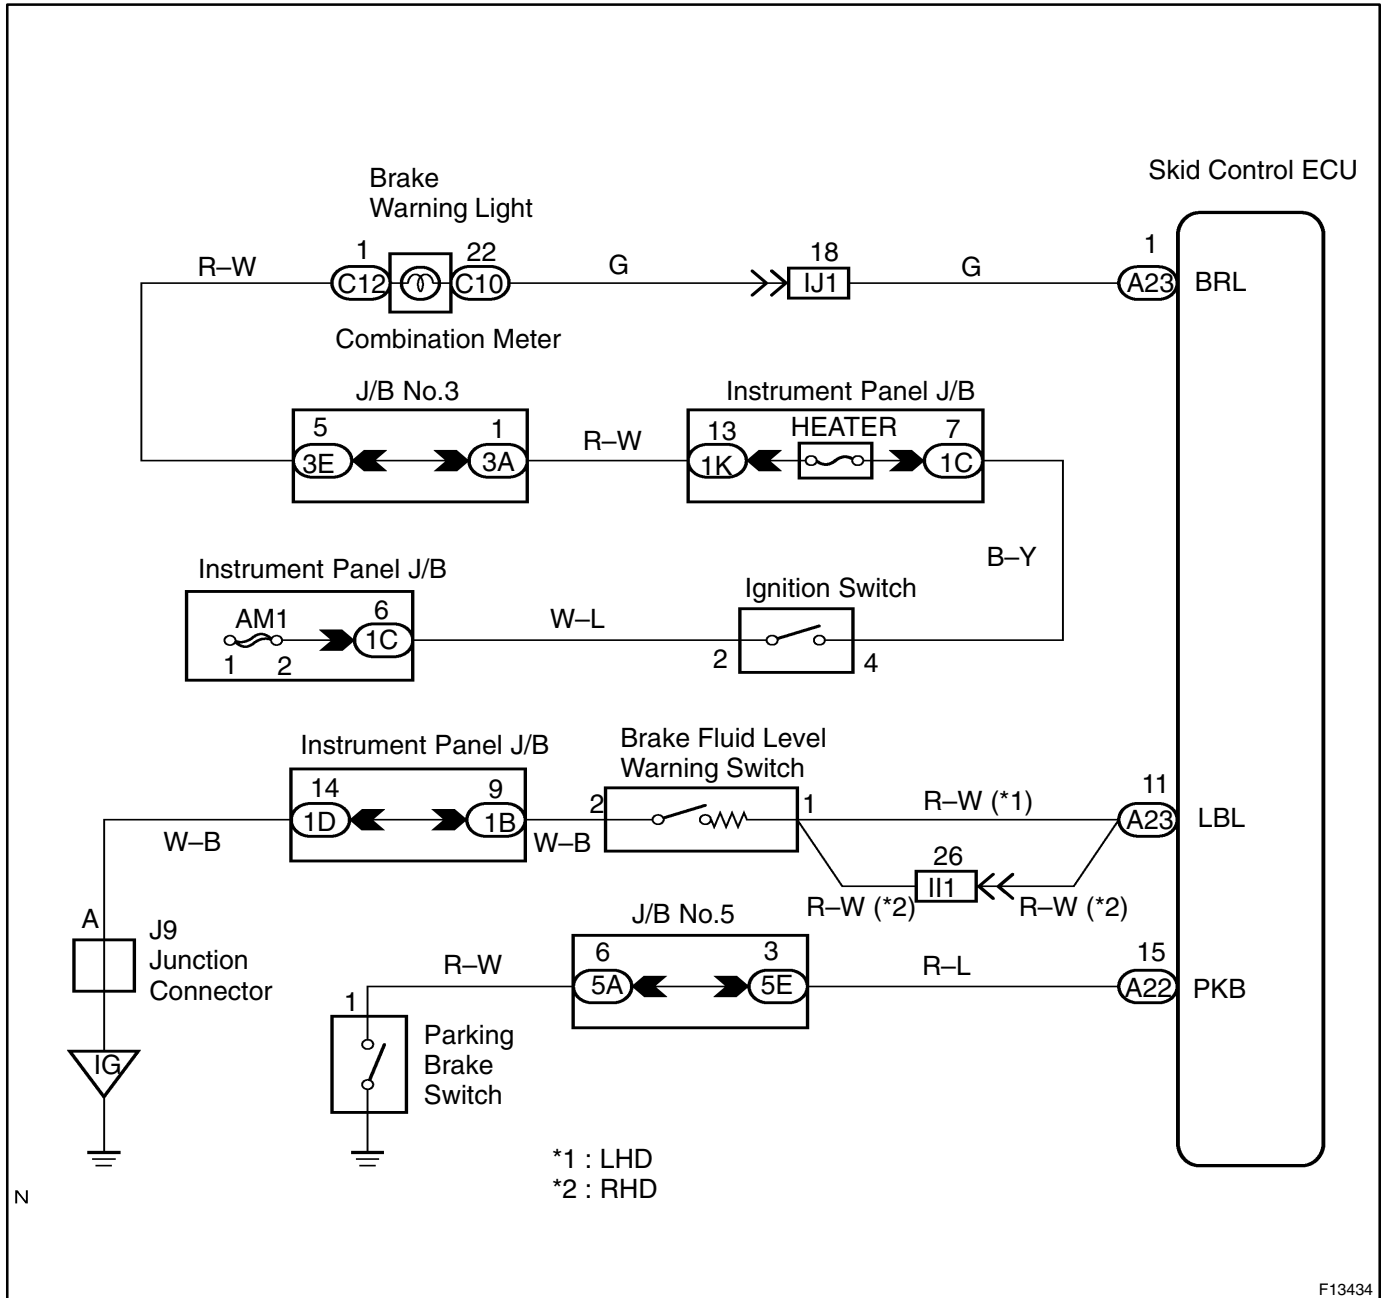 Skid Control ECU
Brake
Warning Light
1
22
18
1
R–W
C12
C10
G
IJ1
G
A23
BRL
Combination Meter
J/B No.3
Instrument Panel J/B
5
1
R–W
13
HEATER
7
3E
3A
1K
1C
B–Y
Instrument Panel J/B
Ignition Switch
AM1
6
W–L
1C
1
2
2
4
Instrument Panel J/B
Brake Fluid Level
Warning Switch
14
9
2
1
R–W (*1)
11
1D
1B
A23
LBL
W–B
W–B
26
II1
R–W (*2)
R–W (*2)
A
J9
Junction
Connector
J/B No.5
R–W
6
3
R–L
15
5A
5E
A22
PKB
1
Parking
Brake
Switch
IG
*1 : LHD
*2 : RHD
N
F13434